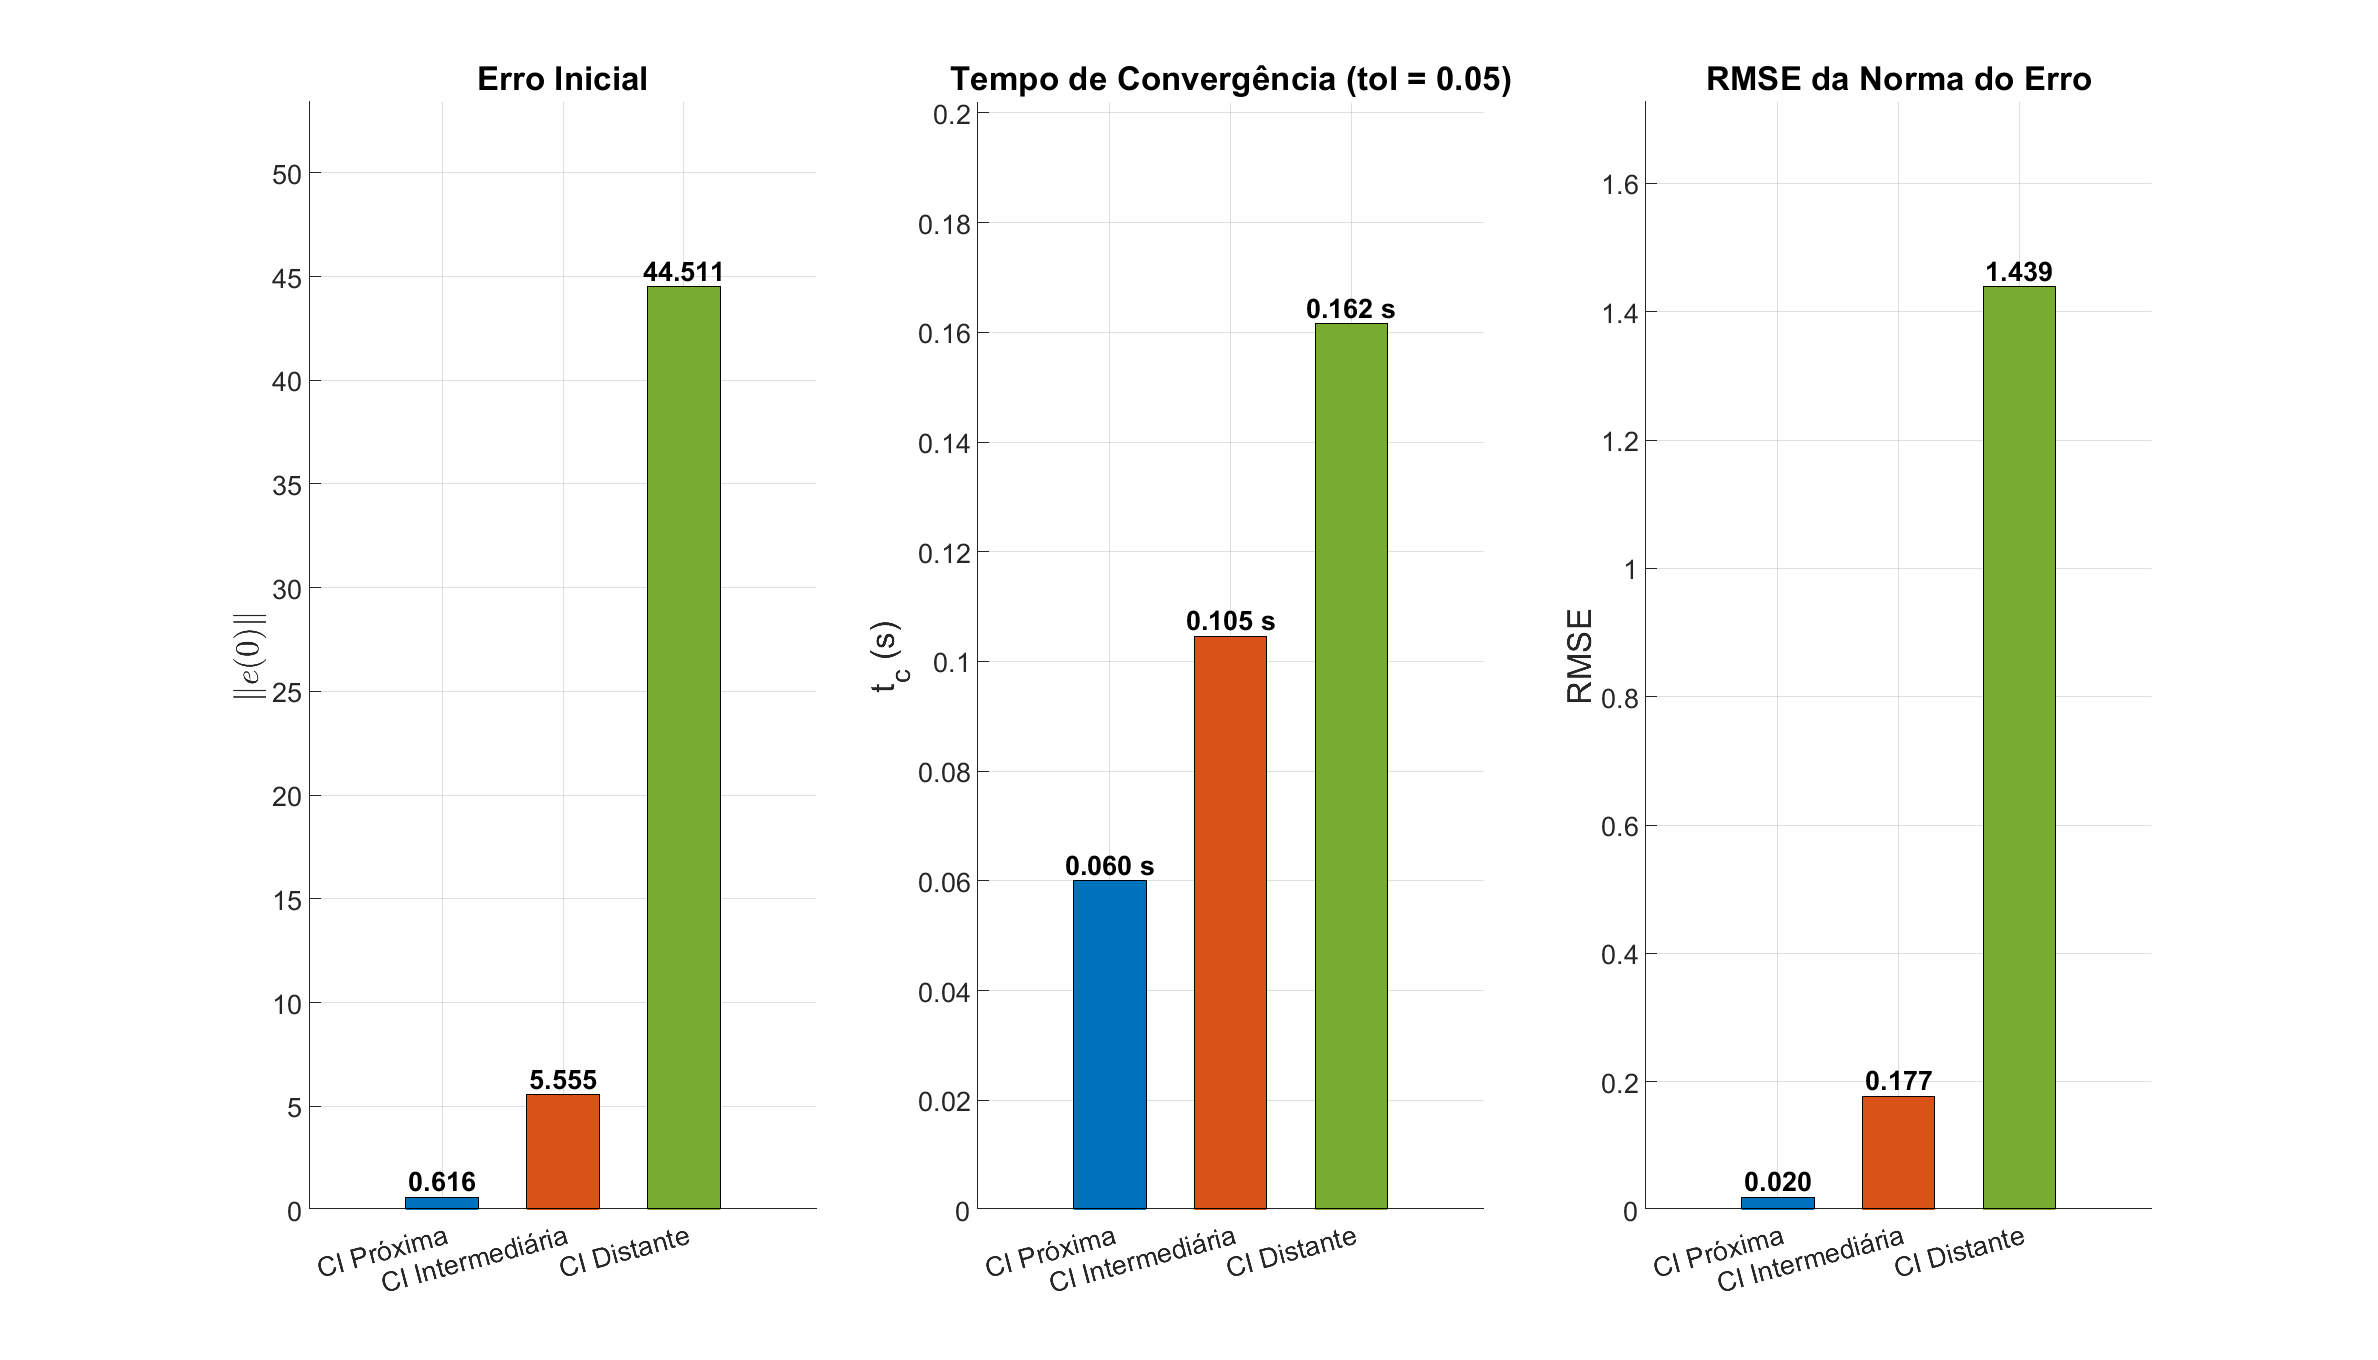 Erro Inicial
50
45
40
35
30
25
20
15
10
5
0
‖e(0)‖
44.511
5.555
0.616
CI Próxima
CI Intermediária
CI Distante
Tempo de Convergência (tol = 0.05)
0.2
0.18
0.16
0.14
0.12
0.1
0.08
0.06
0.04
0.02
0
t_c (s)
0.162 s
0.105 s
0.060 s
CI Próxima
CI Intermediária
CI Distante
RMSE da Norma do Erro
1.6
1.4
1.2
1
0.8
0.6
0.4
0.2
0
RMSE
1.439
0.177
0.020
CI Próxima
CI Intermediária
CI Distante